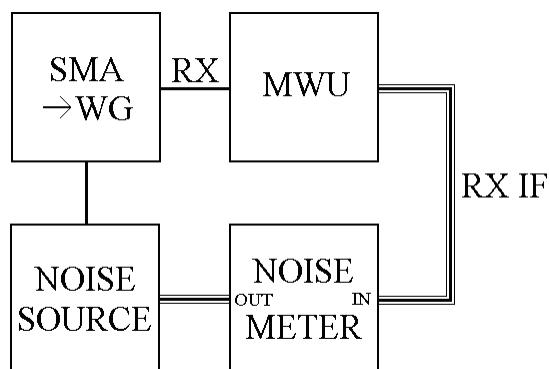 SMA
→WG
RX
MWU
RX IF
NOISE
SOURCE
NOISE
OUT
IN
METER